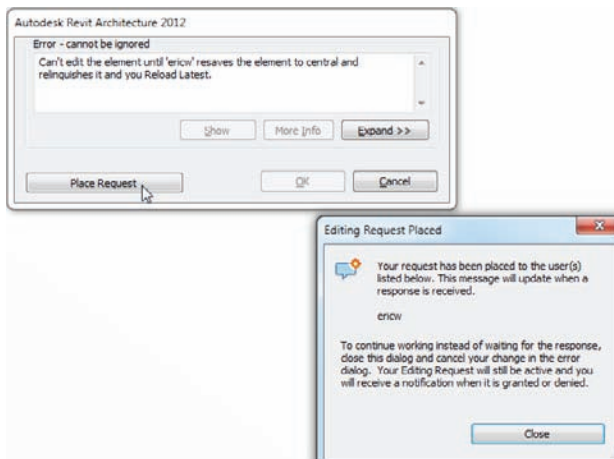 Autodesk Revit Architecture 2012
Error - cannot be ignored
Can't edit the element until 'ericw' resaves the element to central and
relinquishes it and you Reload Latest.
Show
More Info
Expand >>
Place Request
OK
Cancel
Editing Request Placed
Your request has been placed to the user(s)
listed below. This message will update when a
response is received.
ericw
To continue working instead of waiting for the response,
close this dialog and cancel your change in the error
dialog. Your Editing Request will still be active and you
will receive a notification when it is granted or denied.
Close